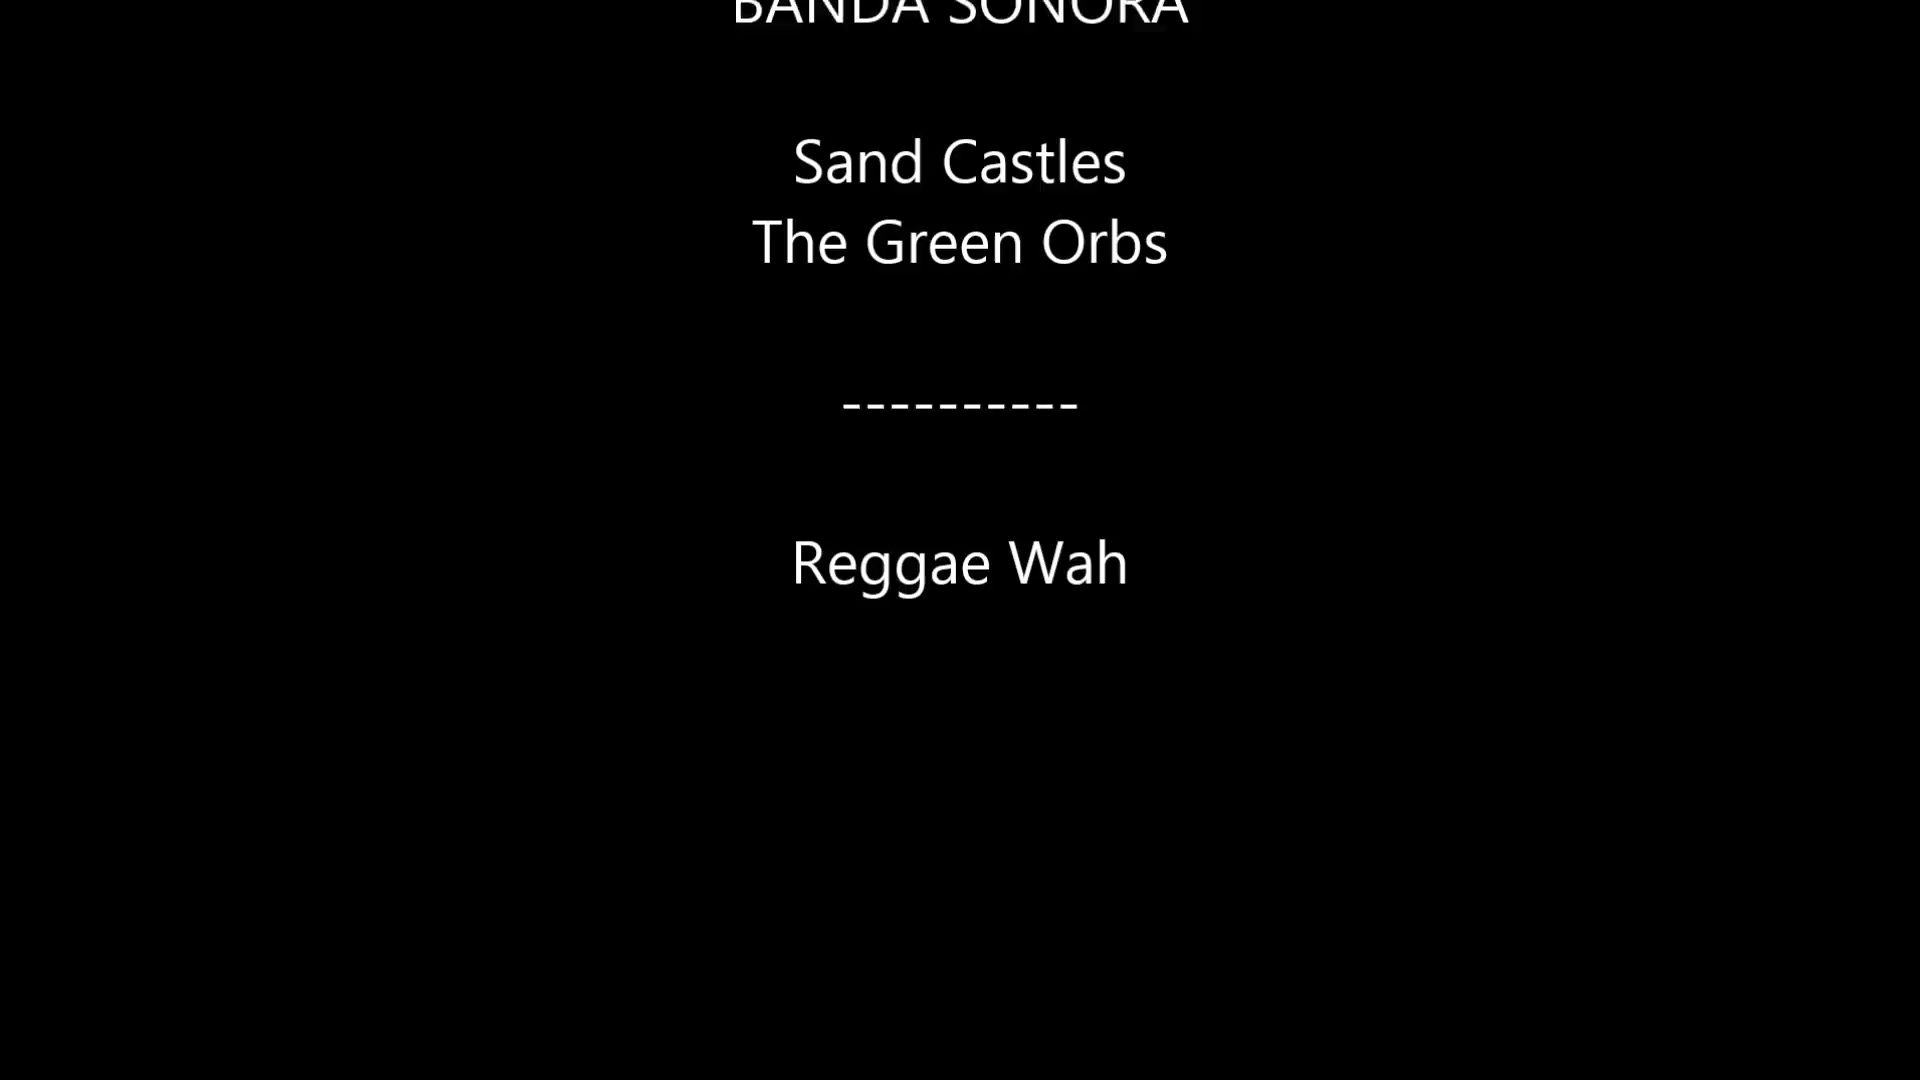 BANDA SONORA
Sand Castles
The Green Orbs
----------
Reggae Wah